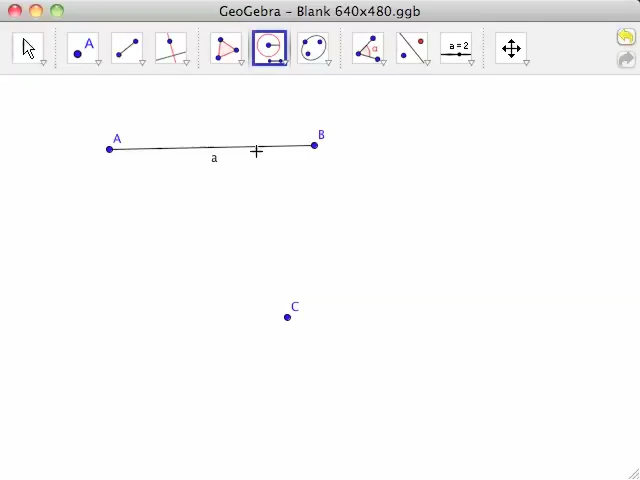 GeoGebra - Blank 640x480.ggb
A
α
a = 2
A
B
a
C